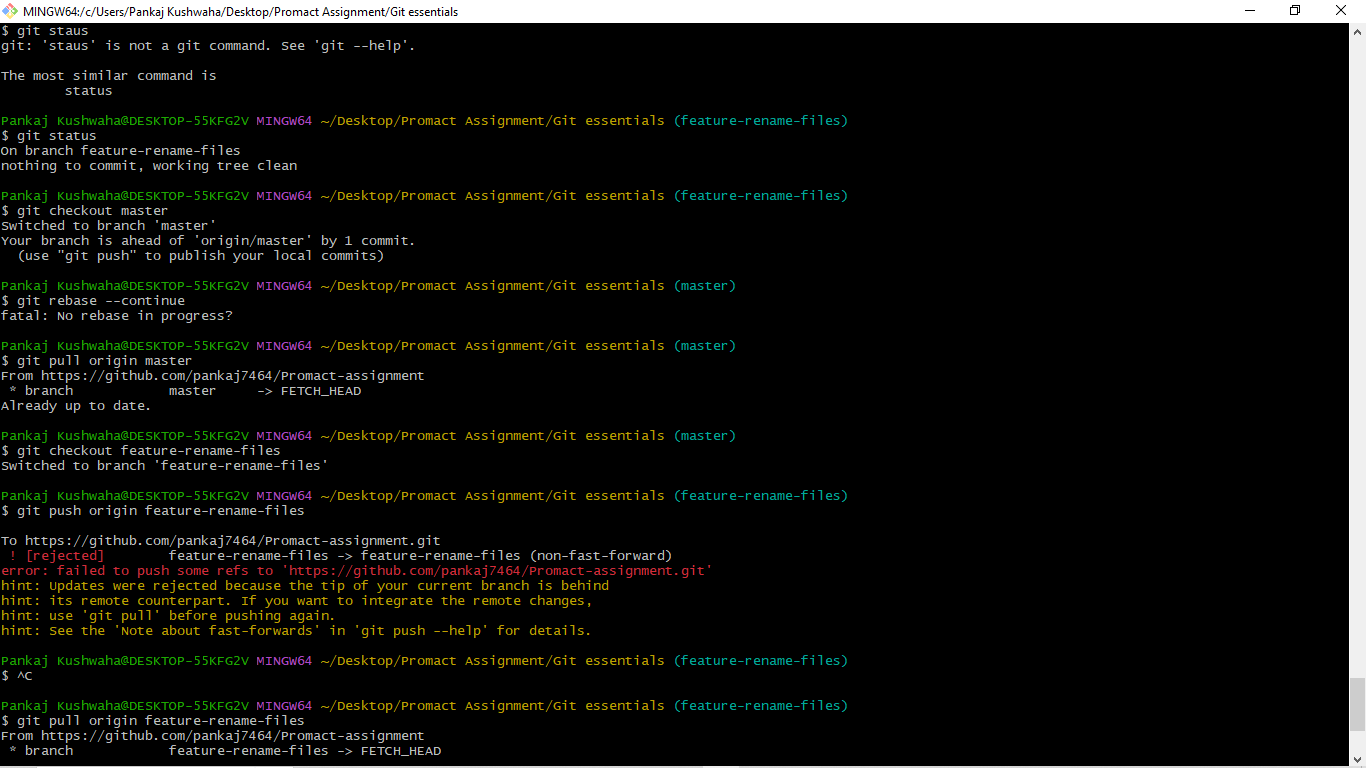 MINGW64:/c/Users/Pankaj Kushwaha/Desktop/Promact Assignment/Git essentials
$ git staus
git: 'staus' is not a git command. See 'git --help'.
The most similar command is
        status
Pankaj Kushwaha@DESKTOP-55KFG2V MINGW64 ~/Desktop/Promact Assignment/Git essentials (feature-rename-files)
$ git status
On branch feature-rename-files
nothing to commit, working tree clean
Pankaj Kushwaha@DESKTOP-55KFG2V MINGW64 ~/Desktop/Promact Assignment/Git essentials (feature-rename-files)
$ git checkout master
Switched to branch 'master'
Your branch is ahead of 'origin/master' by 1 commit.
  (use "git push" to publish your local commits)
Pankaj Kushwaha@DESKTOP-55KFG2V MINGW64 ~/Desktop/Promact Assignment/Git essentials (master)
$ git rebase --continue
fatal: No rebase in progress?
Pankaj Kushwaha@DESKTOP-55KFG2V MINGW64 ~/Desktop/Promact Assignment/Git essentials (master)
$ git pull origin master
From https://github.com/pankaj7464/Promact-assignment
 * branch            master     -> FETCH_HEAD
Already up to date.
Pankaj Kushwaha@DESKTOP-55KFG2V MINGW64 ~/Desktop/Promact Assignment/Git essentials (master)
$ git checkout feature-rename-files
Switched to branch 'feature-rename-files'
Pankaj Kushwaha@DESKTOP-55KFG2V MINGW64 ~/Desktop/Promact Assignment/Git essentials (feature-rename-files)
$ git push origin feature-rename-files
To https://github.com/pankaj7464/Promact-assignment.git
 ! [rejected]        feature-rename-files -> feature-rename-files (non-fast-forward)
error: failed to push some refs to 'https://github.com/pankaj7464/Promact-assignment.git'
hint: Updates were rejected because the tip of your current branch is behind
hint: its remote counterpart. If you want to integrate the remote changes,
hint: use 'git pull' before pushing again.
hint: See the 'Note about fast-forwards' in 'git push --help' for details.
Pankaj Kushwaha@DESKTOP-55KFG2V MINGW64 ~/Desktop/Promact Assignment/Git essentials (feature-rename-files)
$ ^C
Pankaj Kushwaha@DESKTOP-55KFG2V MINGW64 ~/Desktop/Promact Assignment/Git essentials (feature-rename-files)
$ git pull origin feature-rename-files
From https://github.com/pankaj7464/Promact-assignment
 * branch            feature-rename-files -> FETCH_HEAD